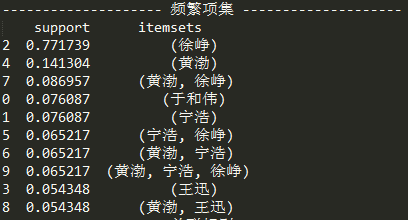 -------------------- 频繁项集 --------------------
support itemsets
2 0.771739 (徐峥)
4 0.141304 (黄渤)
7 0.086957 (黄渤, 徐峥)
0 0.076087 (于和伟)
1 0.076087 (宁浩)
5 0.065217 (宁浩, 徐峥)
6 0.065217 (黄渤, 宁浩)
9 0.065217 (黄渤, 宁浩, 徐峥)
3 0.054348 (王迅)
8 0.054348 (黄渤, 王迅)